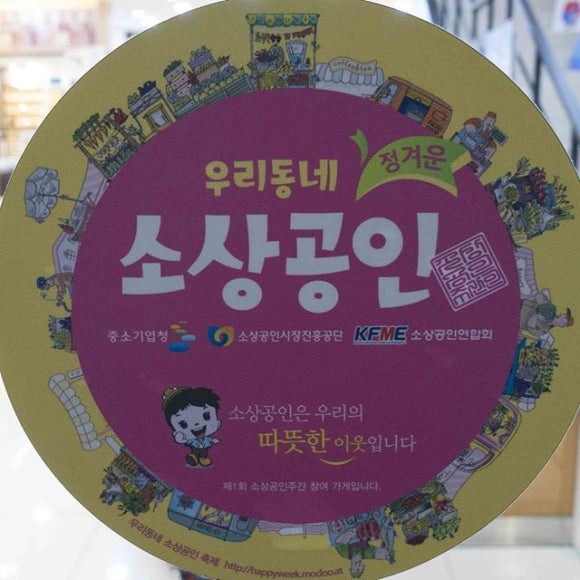 정겨운
우리동네
소상공인
중소기업청 소상공인시장진흥공단 KFME 소상공인연합회
소상공인은 우리의
따뜻한 이웃입니다
제1회 소상공인주간 참여 가게입니다.
우리동네 소상공인 축제 http://happyweek.modoo.at